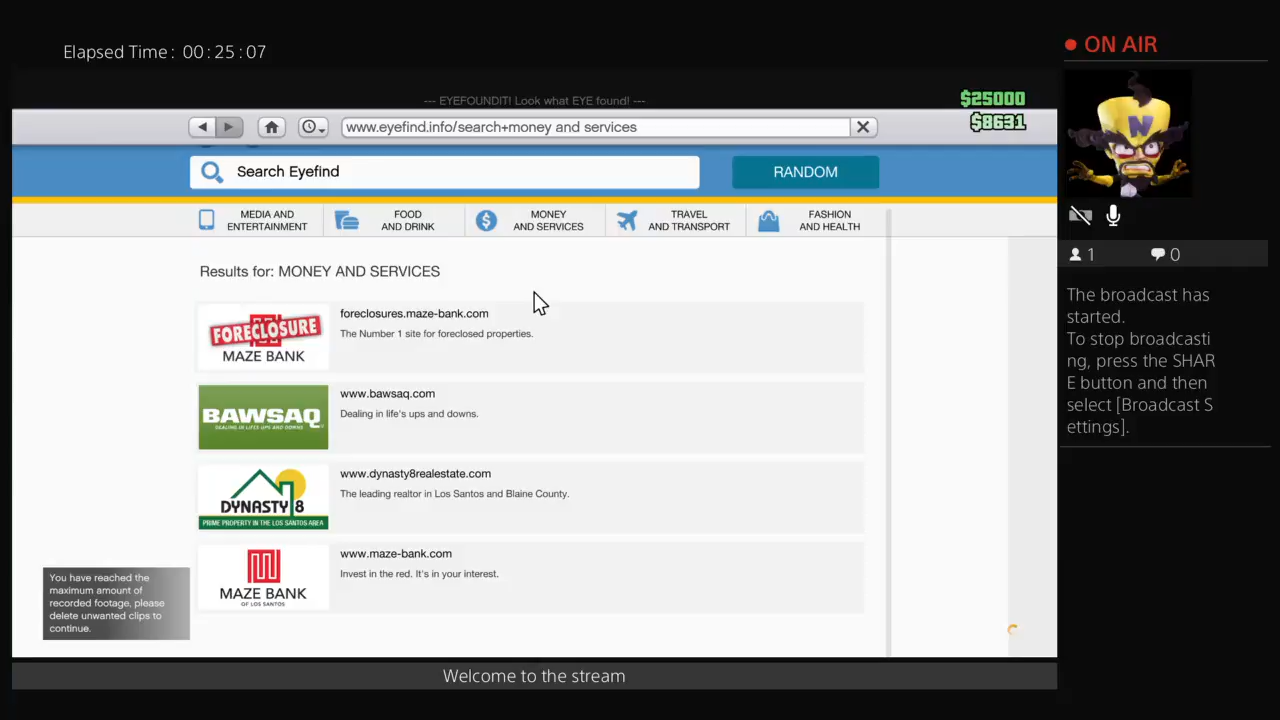 Elapsed Time: 00:25:07
ON AIR
--- EYEFOUNDIT! Look what EYE found! ---
$25000
$8631
www.eyefind.info/search+money and services
Search Eyefind
RANDOM
MEDIA AND
ENTERTAINMENT
FOOD
AND DRINK
MONEY
AND SERVICES
TRAVEL
AND TRANSPORT
FASHION
AND HEALTH
N
1
0
Results for: MONEY AND SERVICES
FORECLOSURE
MAZE BANK
foreclosures.maze-bank.com
The Number 1 site for foreclosed properties.
BAWSAQ
DEALING IN LIFE'S UPS AND DOWNS
www.bawsaq.com
Dealing in life's ups and downs.
DYNASTY 8
PRIME PROPERTY IN THE LOS SANTOS AREA
www.dynasty8realestate.com
The leading realtor in Los Santos and Blaine County.
MAZE BANK
OF LOS SANTOS
www.maze-bank.com
Invest in the red. It's in your interest.
The broadcast has
started.
To stop broadcasti
ng, press the SHAR
E button and then
select [Broadcast S
ettings].
You have reached the
maximum amount of
recorded footage, please
delete unwanted clips to
continue.
Welcome to the stream